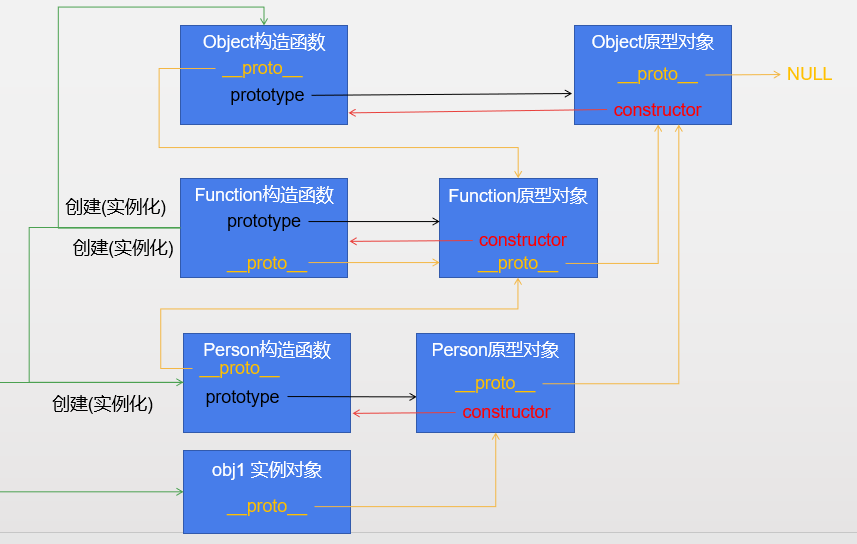 Object构造函数
__proto__
prototype
Object原型对象
__proto__
constructor
NULL
Function构造函数
prototype
__proto__
Function原型对象
constructor
__proto__
创建(实例化)
创建(实例化)
Person构造函数
__proto__
prototype
Person原型对象
__proto__
constructor
创建(实例化)
obj1 实例对象
__proto__